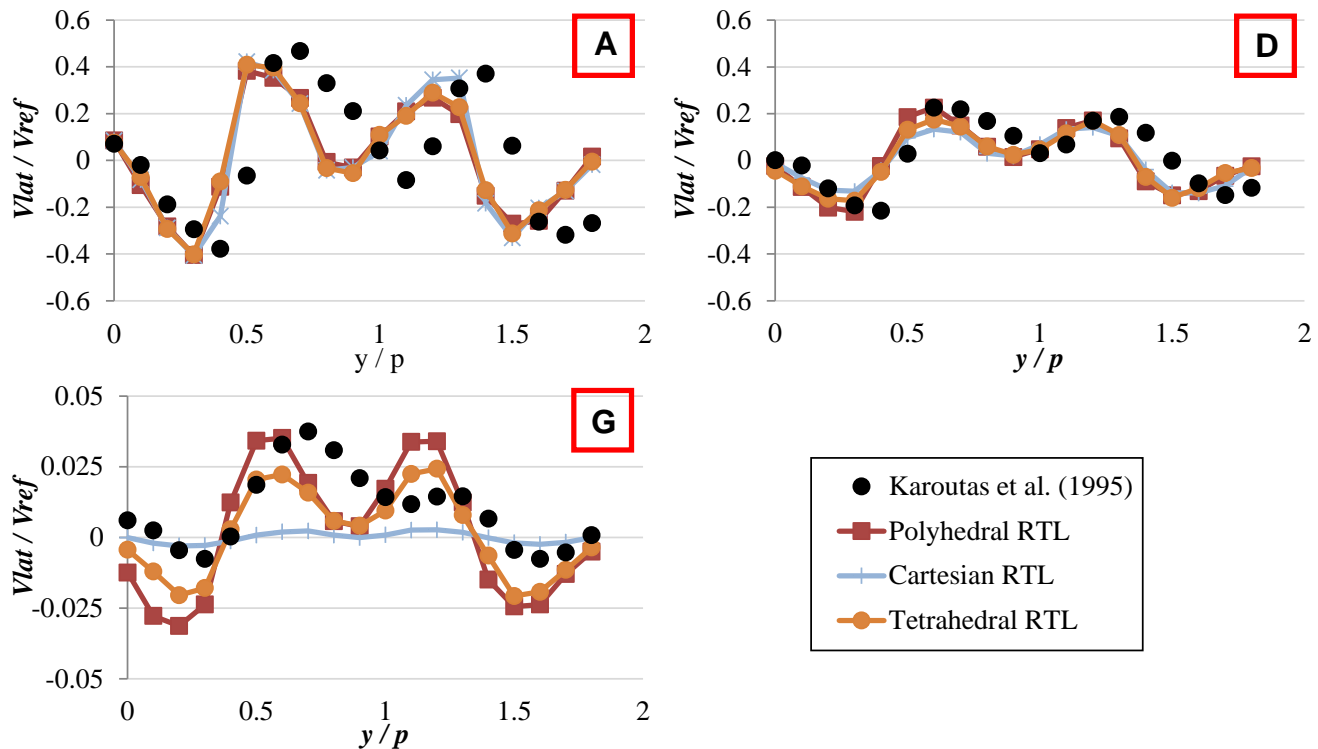 A
0.6
0.4
0.2
0
-0.2
-0.4
-0.6
Vlat / Vref
0
0.5
1
1.5
2
y / p
D
0.6
0.4
0.2
0
-0.2
-0.4
-0.6
Vlat / Vref
0
0.5
1
1.5
2
y / p
G
0.05
0.025
0
-0.025
-0.05
Vlat / Vref
0
0.5
1
1.5
2
y / p
Karoutas et al. (1995)
Polyhedral RTL
Cartesian RTL
Tetrahedral RTL